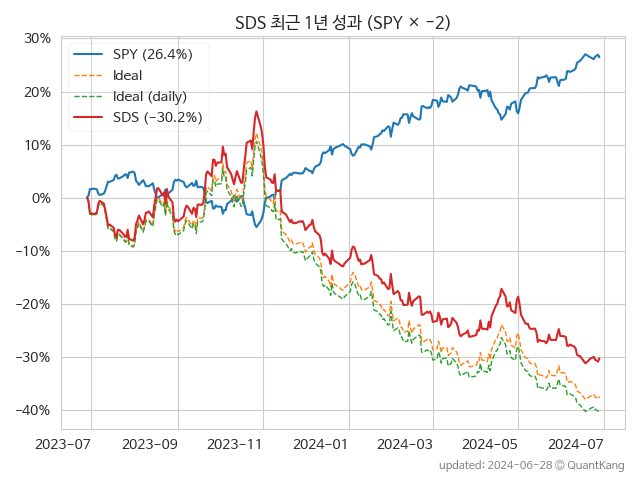 SDS 최근 1년 성과 (SPY × −2)
SPY (26.4%)
Ideal
Ideal (daily)
SDS (−30.2%)
30%
20%
10%
0%
−10%
−20%
−30%
−40%
2023-07 2023-09 2023-11 2024-01 2024-03 2024-05 2024-07
updated: 2024-06-28 ⓒ QuantKang